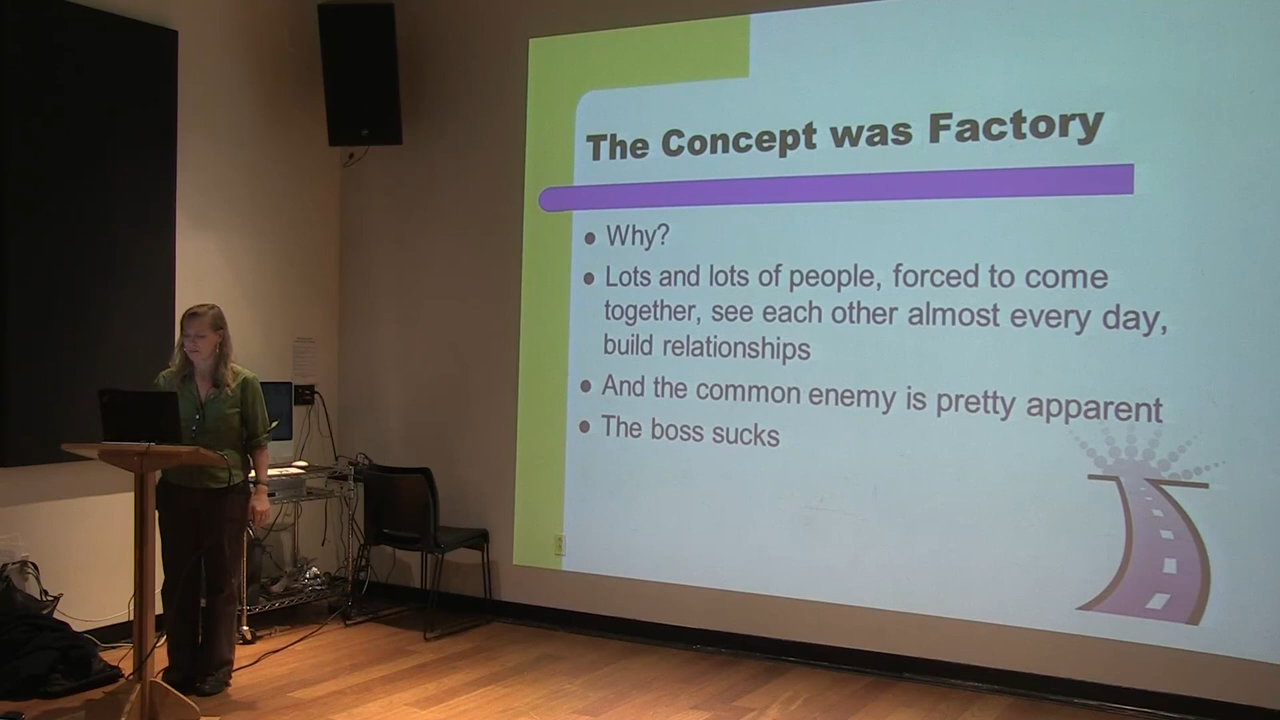 The Concept was Factory
Why?
Lots and lots of people, forced to come
together, see each other almost every day,
build relationships
And the common enemy is pretty apparent
The boss sucks